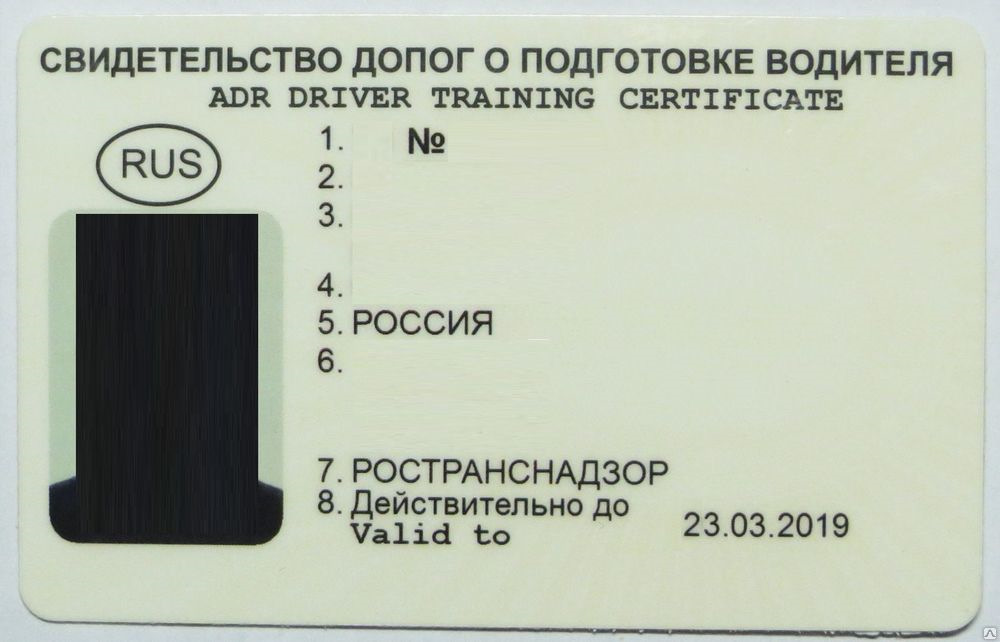 СВИДЕТЕЛЬСТВО ДОПОГ О ПОДГОТОВКЕ ВОДИТЕЛЯ
ADR DRIVER TRAINING CERTIFICATE
RUS
1. №
2.
3.
4.
5. РОССИЯ
6.
7. РОСТРАНСНАДЗОР
8. Действительно до
Valid to 23.03.2019